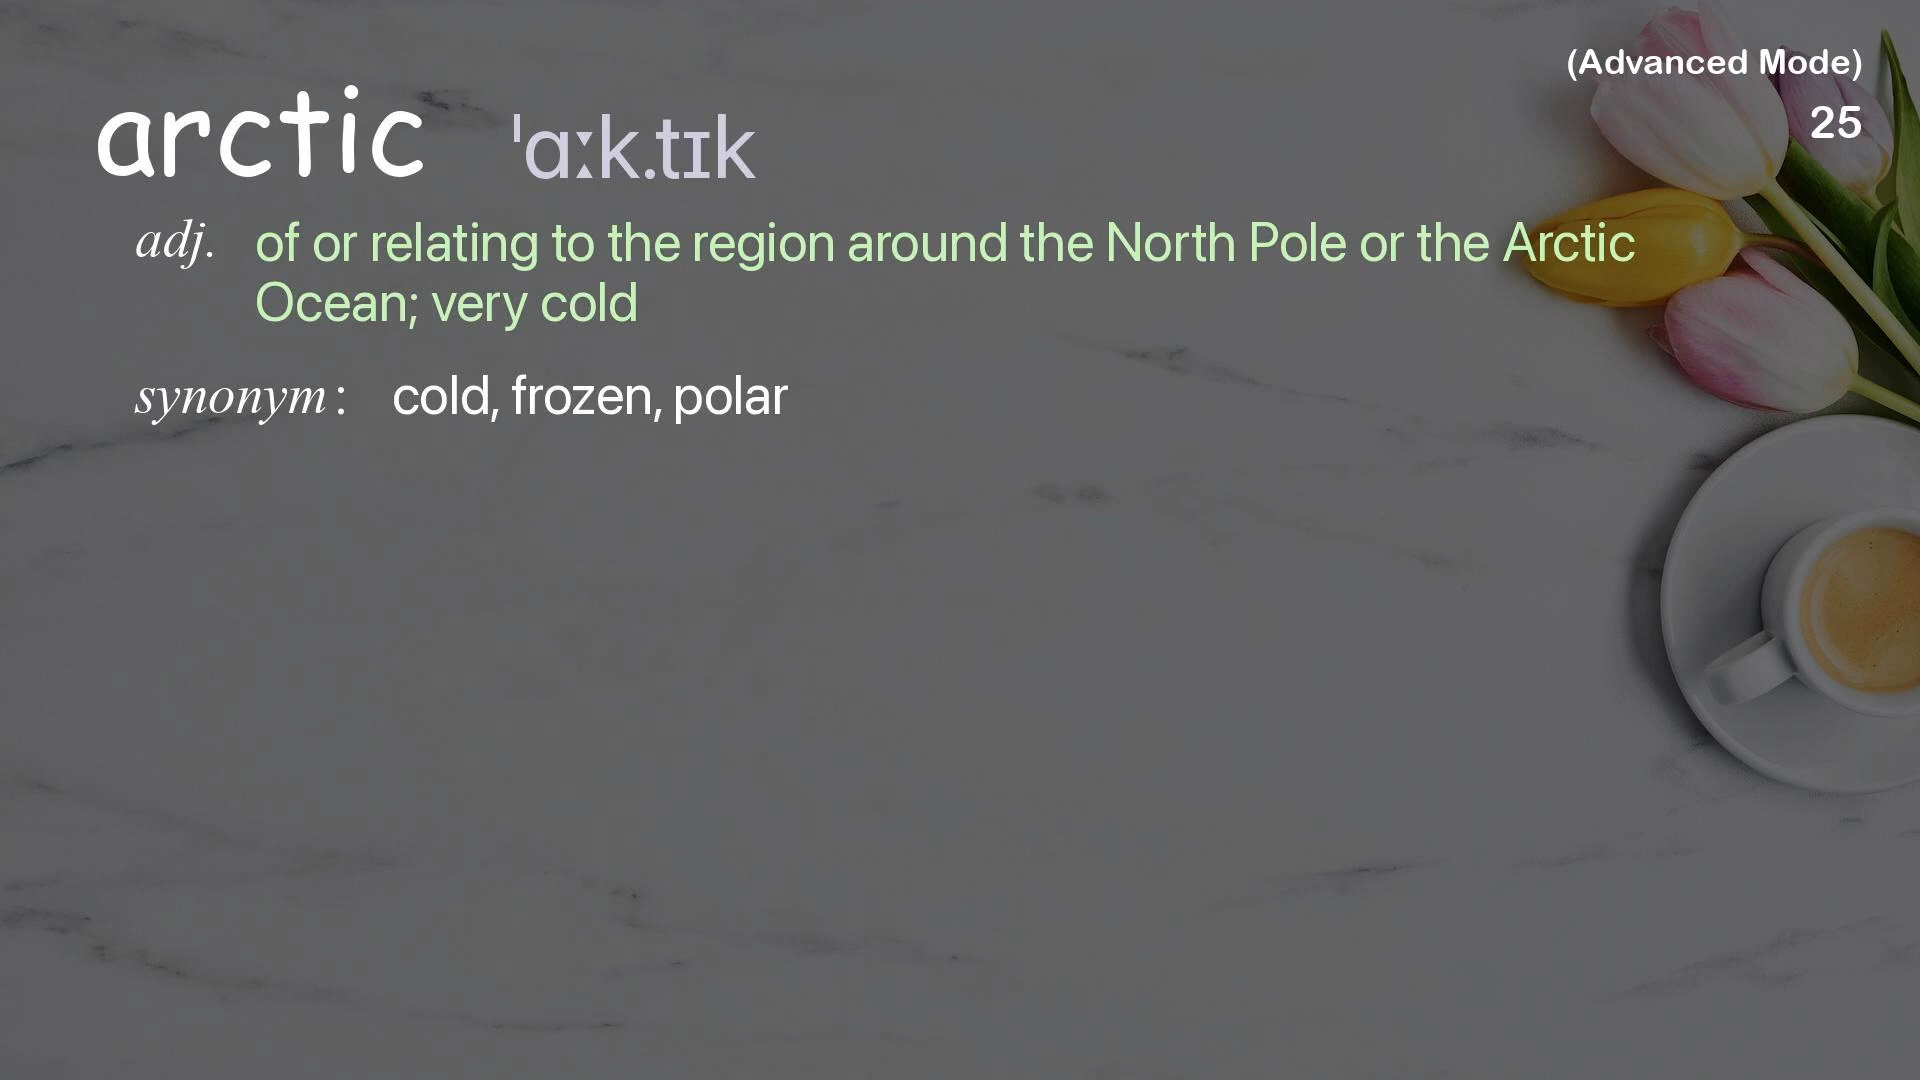 (Advanced Mode)
25
arctic ˈɑːk.tɪk
adj. of or relating to the region around the North Pole or the Arctic
Ocean; very cold
synonym : cold, frozen, polar